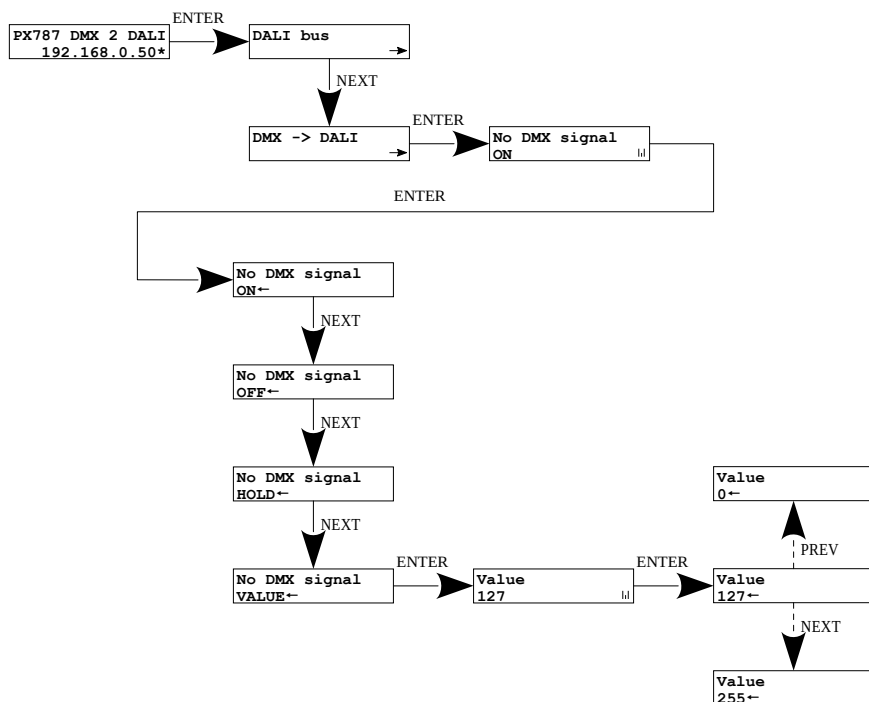 ENTER
PX787 DMX 2 DALI
192.168.0.50*
DALI bus
→
NEXT
DMX -> DALI
→
ENTER
No DMX signal
ON
ENTER
No DMX signal
ON←
NEXT
No DMX signal
OFF←
NEXT
No DMX signal
HOLD←
NEXT
No DMX signal
VALUE←
ENTER
Value
127
ENTER
Value
0←
PREV
Value
127←
NEXT
Value
255←